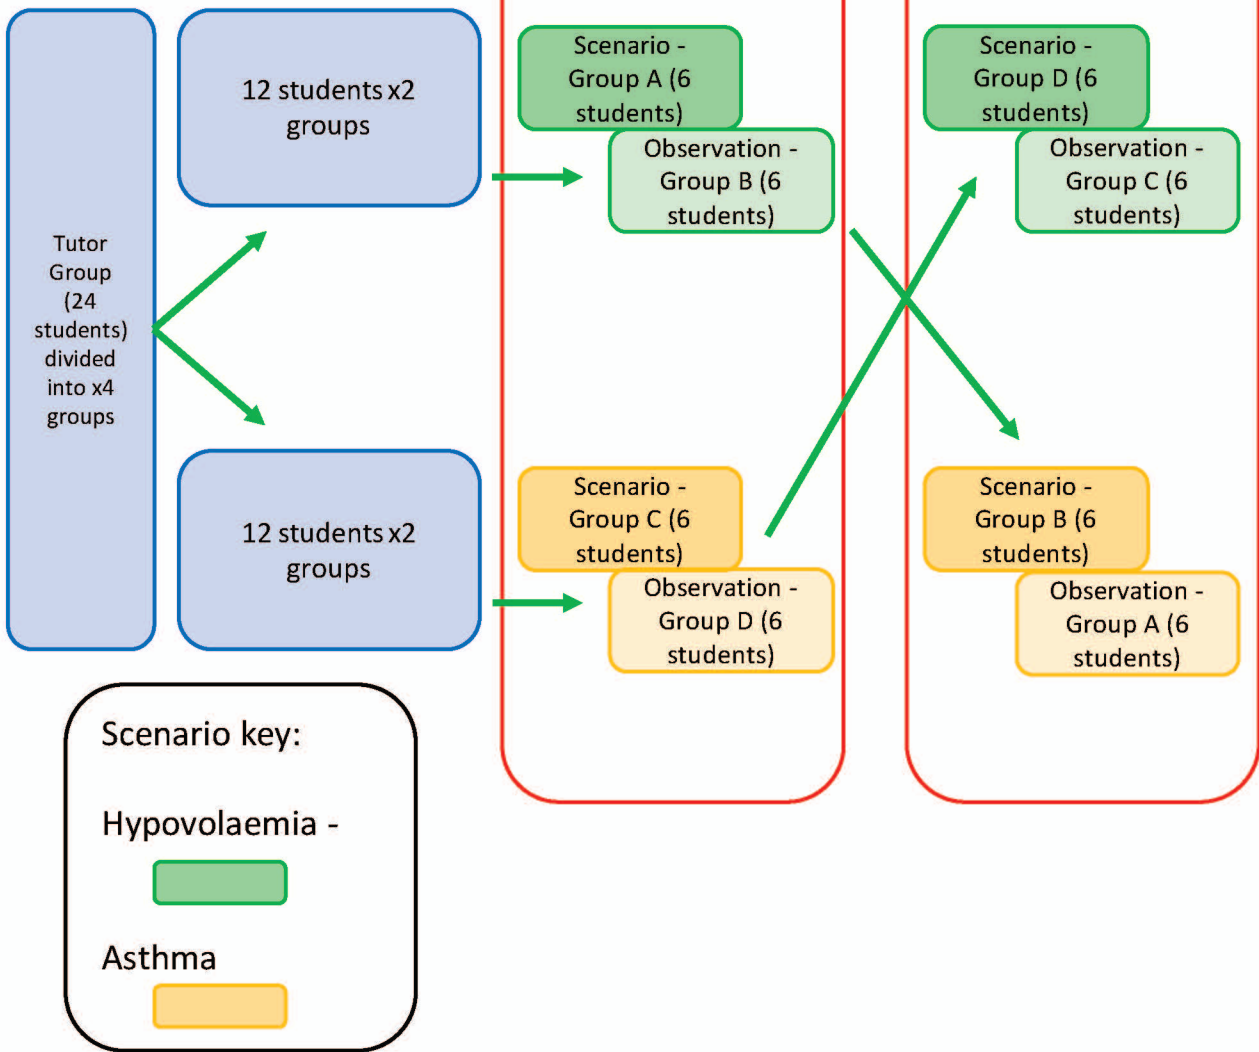 Tutor
Group
(24
students)
divided
into x4
groups
12 students x2
groups
12 students x2
groups
Scenario -
Group A (6
students)
Observation -
Group B (6
students)
Scenario -
Group C (6
students)
Observation -
Group D (6
students)
Scenario -
Group D (6
students)
Observation -
Group C (6
students)
Scenario -
Group B (6
students)
Observation -
Group A (6
students)
Scenario key:
Hypovolaemia -
Asthma